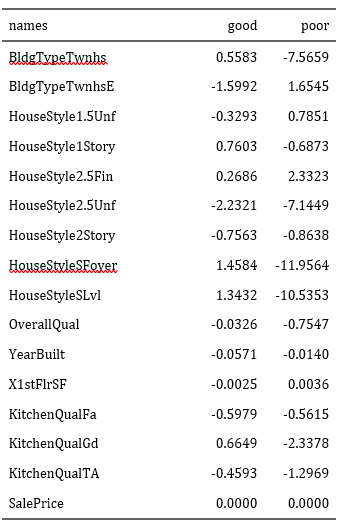 names good poor
BldgTypeTwnhs 0.5583 -7.5659
BldgTypeTwnhsE -1.5992 1.6545
HouseStyle1.5Unf -0.3293 0.7851
HouseStyle1Story 0.7603 -0.6873
HouseStyle2.5Fin 0.2686 2.3323
HouseStyle2.5Unf -2.2321 -7.1449
HouseStyle2Story -0.7563 -0.8638
HouseStyleSFoyer 1.4584 -11.9564
HouseStyleSLvl 1.3432 -10.5353
OverallQual -0.0326 -0.7547
YearBuilt -0.0571 -0.0140
X1stFlrSF -0.0025 0.0036
KitchenQualFa -0.5979 -0.5615
KitchenQualGd 0.6649 -2.3378
KitchenQualTA -0.4593 -1.2969
SalePrice 0.0000 0.0000